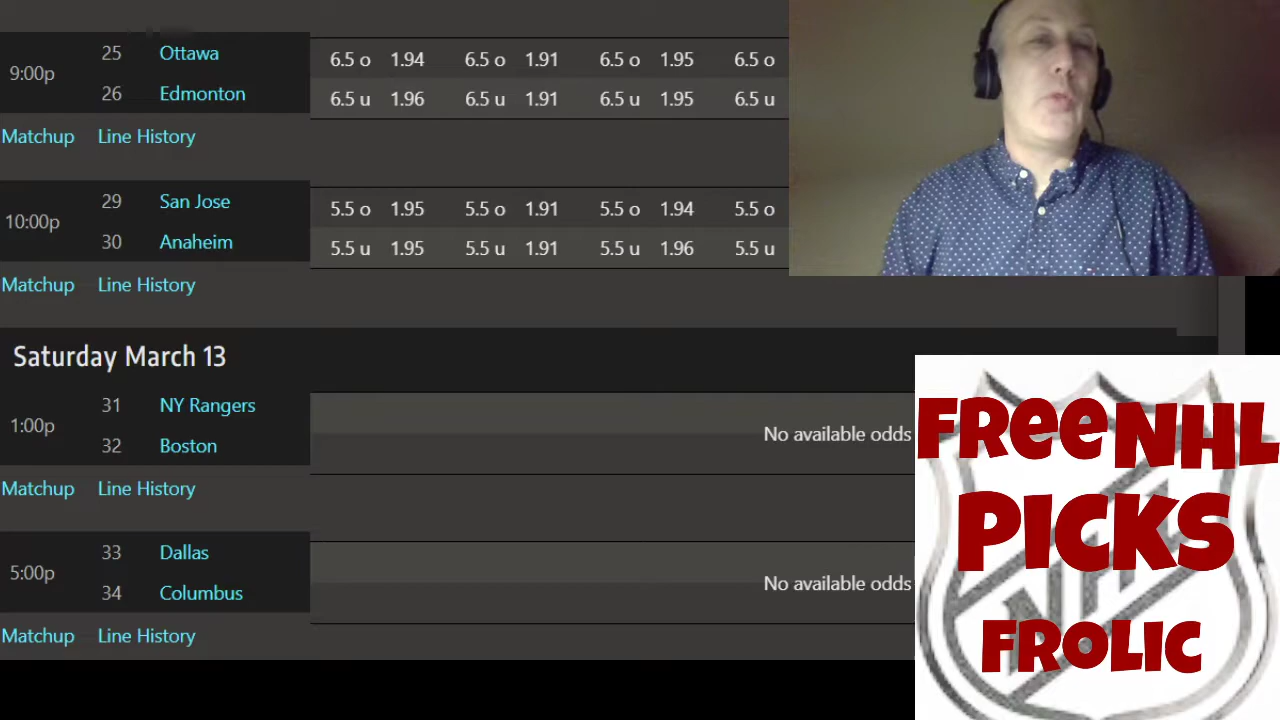 25 Ottawa 6.5 o 1.94 6.5 o 1.91 6.5 o 1.95 6.5 o
9:00p
26 Edmonton 6.5 u 1.96 6.5 u 1.91 6.5 u 1.95 6.5 u
Matchup Line History
29 San Jose 5.5 o 1.95 5.5 o 1.91 5.5 o 1.94 5.5 o
10:00p
30 Anaheim 5.5 u 1.95 5.5 u 1.91 5.5 u 1.96 5.5 u
Matchup Line History
Saturday March 13
31 NY Rangers
1:00p No available odds
32 Boston
Matchup Line History
33 Dallas
5:00p No available odds
34 Columbus
Matchup Line History
FREE NHL
PICKS
FROLIC
NHL